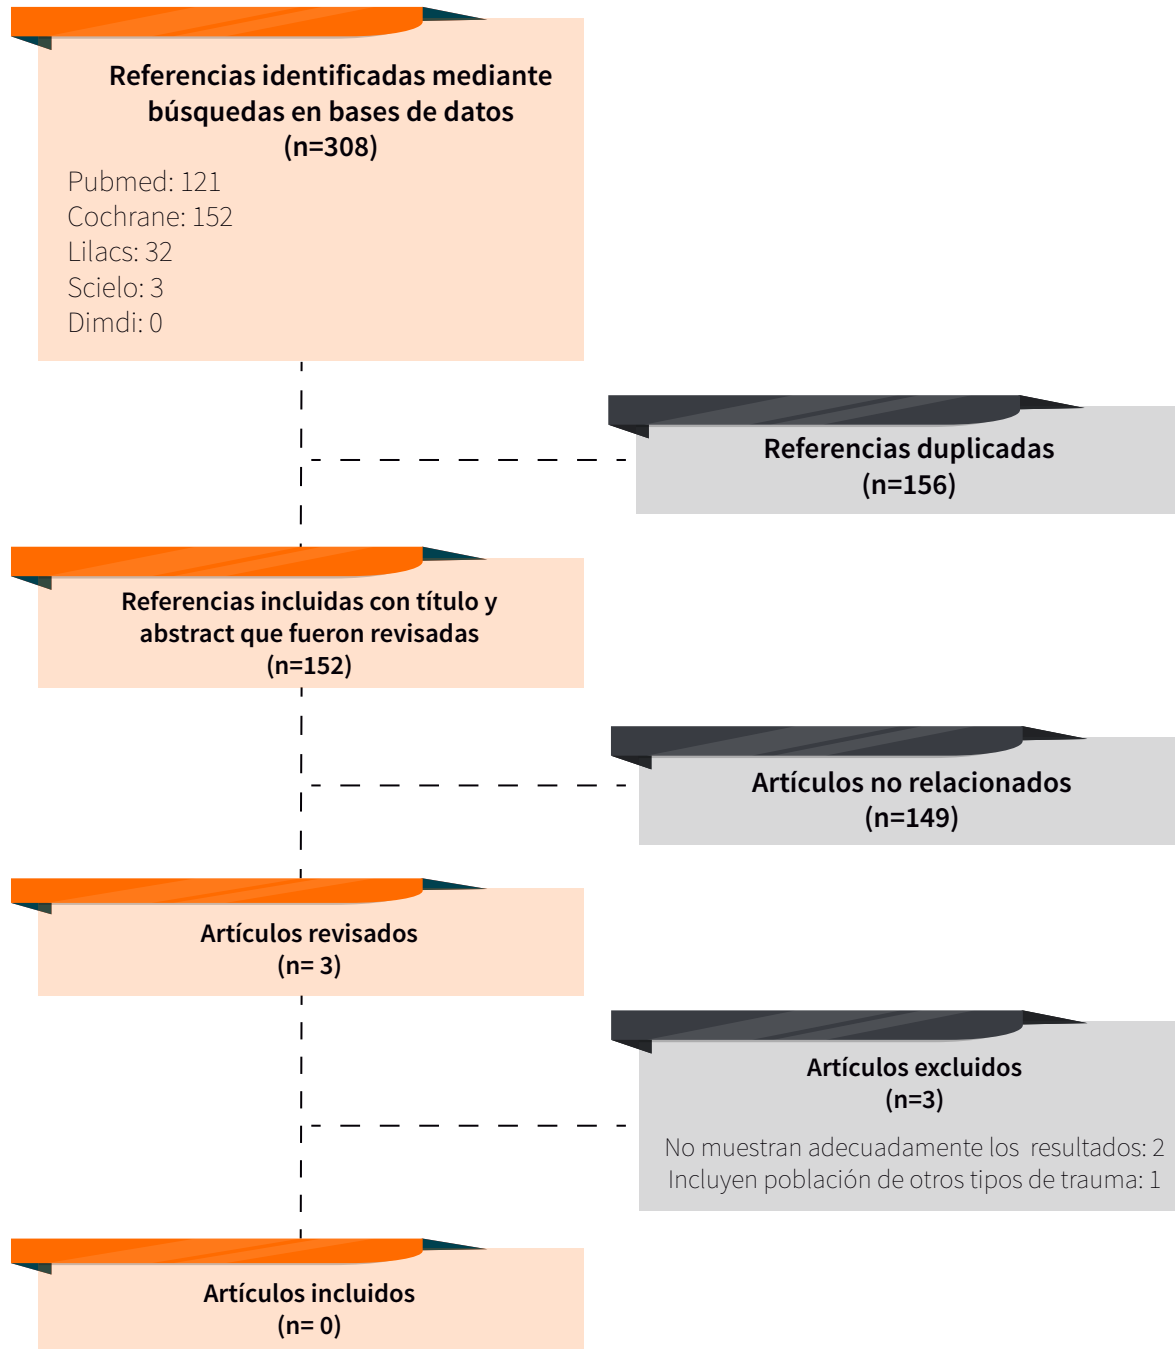 Referencias identificadas mediante
búsquedas en bases de datos
(n=308)
Pubmed: 121
Cochrane: 152
Lilacs: 32
Scielo: 3
Dimdi: 0
Referencias duplicadas
(n=156)
Referencias incluidas con título y
abstract que fueron revisadas
(n=152)
Artículos no relacionados
(n=149)
Artículos revisados
(n= 3)
Artículos excluidos
(n=3)
No muestran adecuadamente los  resultados: 2
Incluyen población de otros tipos de trauma: 1
Artículos incluidos
(n= 0)